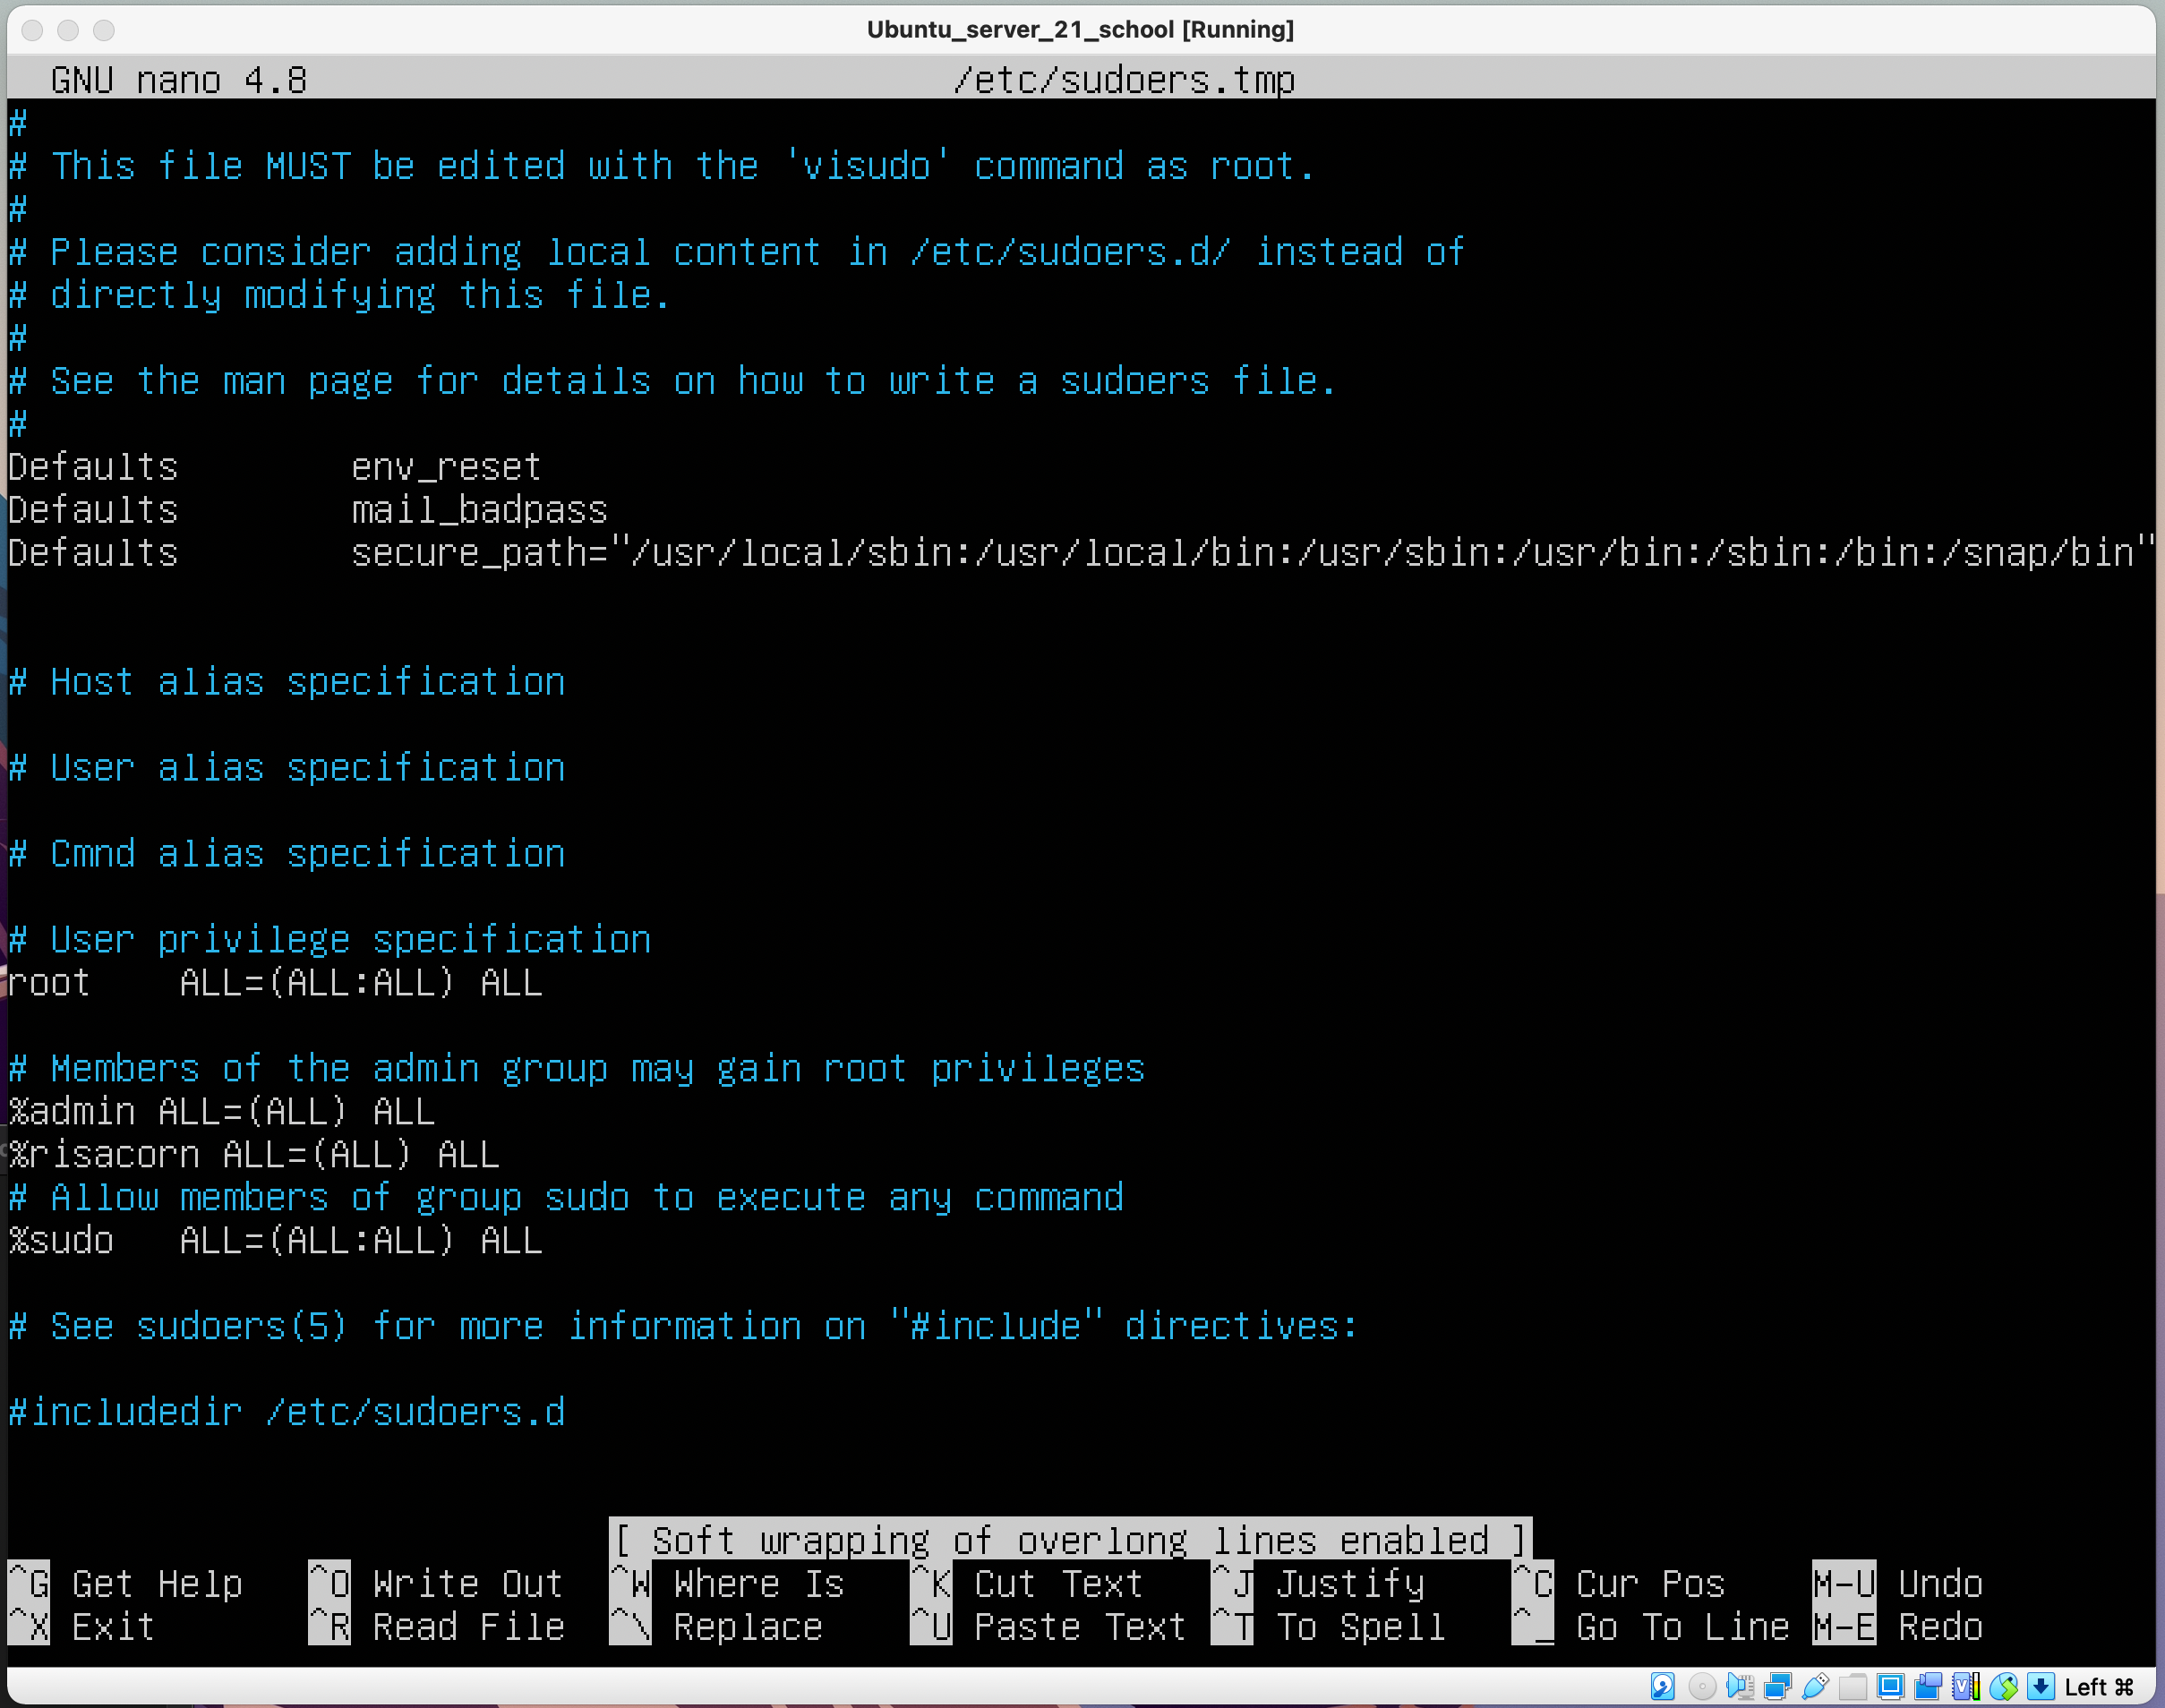 Ubuntu_server_21_school [Running]
GNU nano 4.8 /etc/sudoers.tmp
#
# This file MUST be edited with the 'visudo' command as root.
#
# Please consider adding local content in /etc/sudoers.d/ instead of
# directly modifying this file.
#
# See the man page for details on how to write a sudoers file.
#
Defaults env_reset
Defaults mail_badpass
Defaults secure_path="/usr/local/sbin:/usr/local/bin:/usr/sbin:/usr/bin:/sbin:/bin:/snap/bin"
# Host alias specification
# User alias specification
# Cmnd alias specification
# User privilege specification
root ALL=(ALL:ALL) ALL
# Members of the admin group may gain root privileges
%admin ALL=(ALL) ALL
%risacorn ALL=(ALL) ALL
# Allow members of group sudo to execute any command
%sudo ALL=(ALL:ALL) ALL
# See sudoers(5) for more information on "#include" directives:
#includedir /etc/sudoers.d
[ Soft wrapping of overlong lines enabled ]
^G Get Help ^O Write Out ^W Where Is ^K Cut Text ^J Justify ^C Cur Pos M-U Undo
^X Exit ^R Read File ^\ Replace ^U Paste Text ^T To Spell ^_ Go To Line M-E Redo
Left ⌘